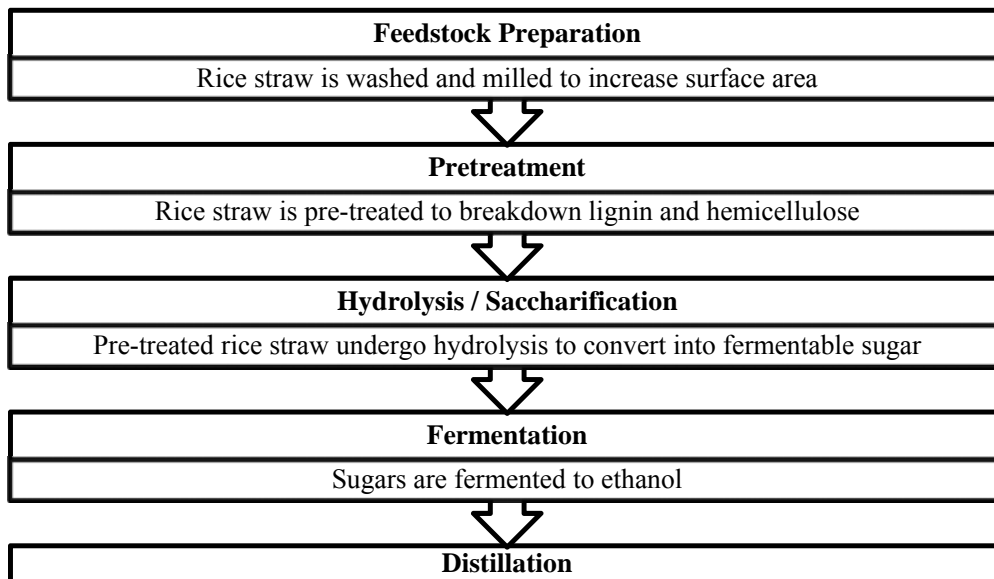 Feedstock Preparation
Rice straw is washed and milled to increase surface area
Pretreatment
Rice straw is pre-treated to breakdown lignin and hemicellulose
Hydrolysis / Saccharification
Pre-treated rice straw undergo hydrolysis to convert into fermentable sugar
Fermentation
Sugars are fermented to ethanol
Distillation